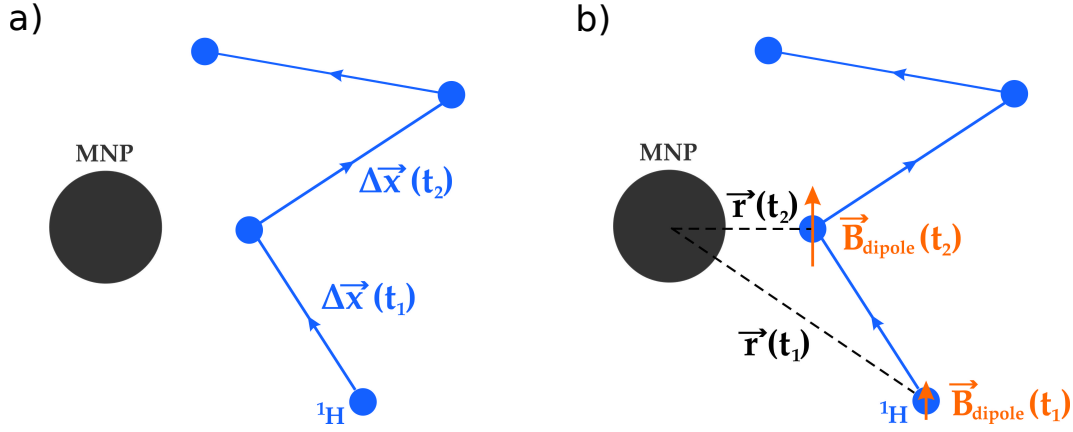 a)
MNP
Δx⃗(t₂)
Δx⃗(t₁)
¹H
b)
MNP
r⃗(t₂)
B⃗dipole(t₂)
r⃗(t₁)
¹H
B⃗dipole(t₁)